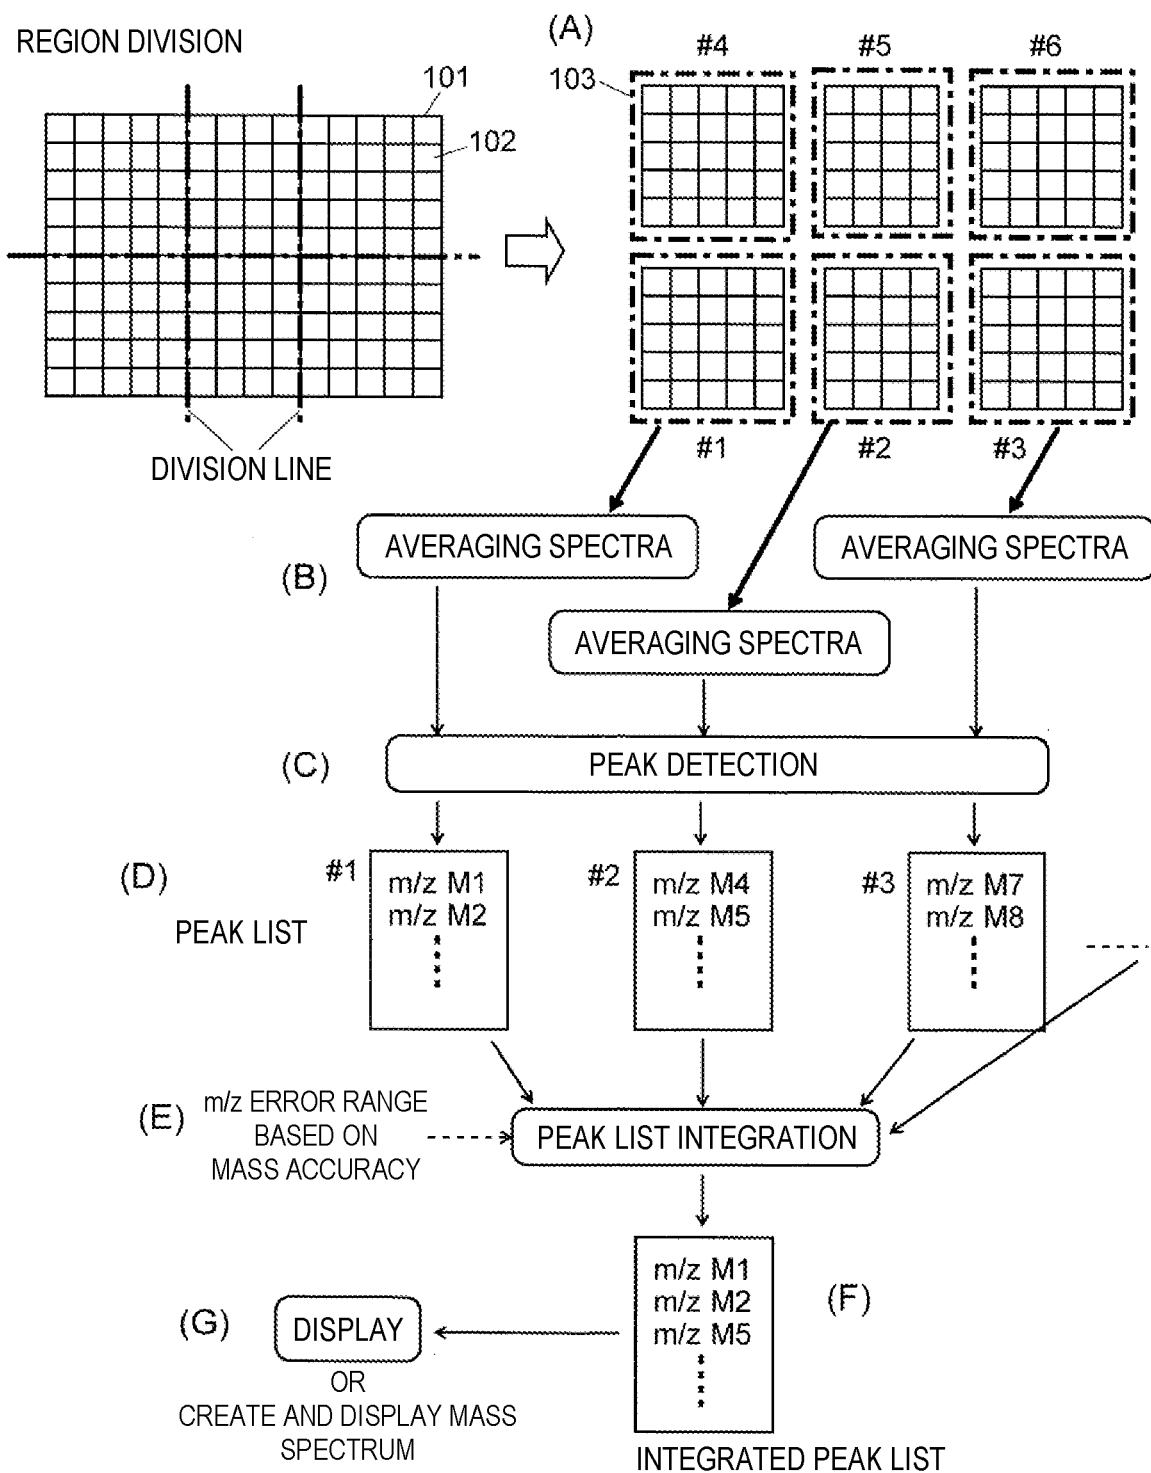 REGION DIVISION
101
102
DIVISION LINE
(A)
#4
#5
#6
103
#1
#2
#3
(B)
AVERAGING SPECTRA
AVERAGING SPECTRA
AVERAGING SPECTRA
(C)
PEAK DETECTION
(D)
PEAK LIST
#1
m/z M1
m/z M2
#2
m/z M4
m/z M5
#3
m/z M7
m/z M8
(E)
m/z ERROR RANGE
BASED ON
MASS ACCURACY
PEAK LIST INTEGRATION
m/z M1
m/z M2
m/z M5
(F)
INTEGRATED PEAK LIST
(G)
DISPLAY
OR
CREATE AND DISPLAY MASS
SPECTRUM